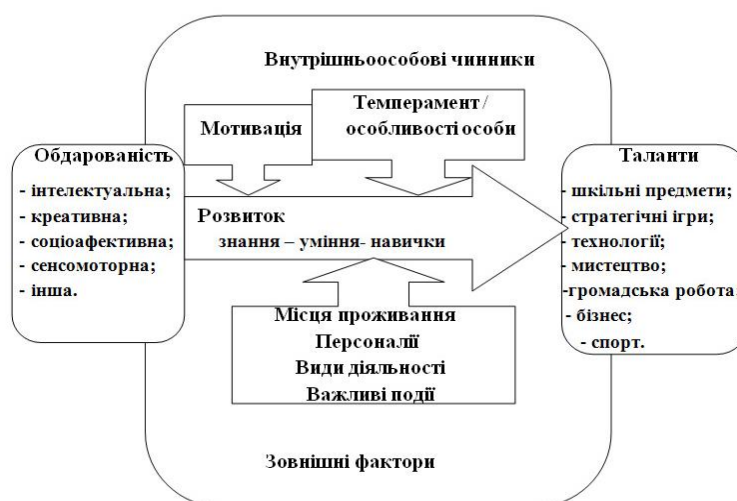 Внутрішньоособові чинники
Мотивація
Темперамент /
особливості особи
Обдарованість
- інтелектуальна;
- креативна;
- соціоафективна;
- сенсомоторна;
- інша.
Розвиток
знання – уміння- навички
Місця проживання
Персоналії
Види діяльності
Важливі події
Таланти
- шкільні предмети;
- стратегічні ігри;
- технології;
- мистецтво;
-громадська робота;
- бізнес;
- спорт.
Зовнішні фактори